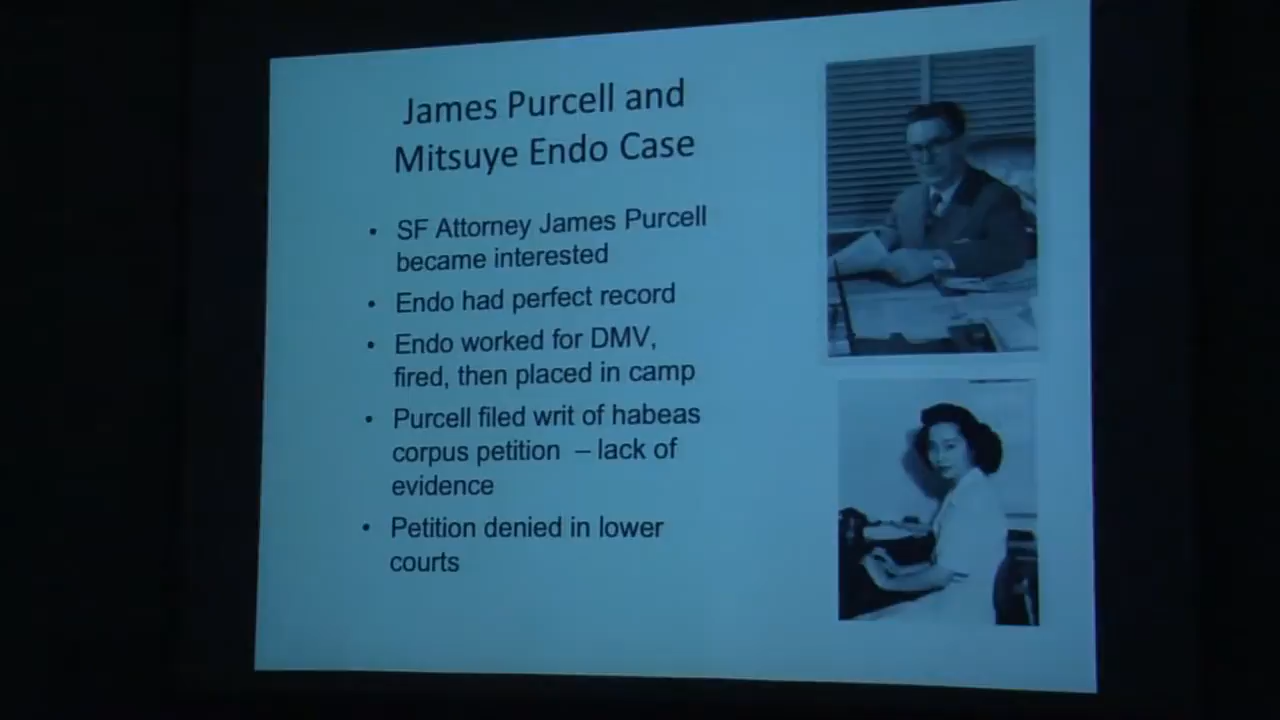 James Purcell and
Mitsuye Endo Case
• SF Attorney James Purcell
became interested
• Endo had perfect record
• Endo worked for DMV,
fired, then placed in camp
• Purcell filed writ of habeas
corpus petition – lack of
evidence
• Petition denied in lower
courts